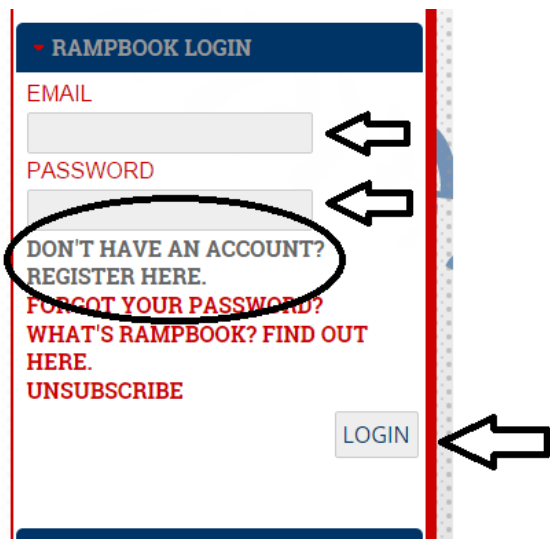 RAMPBOOK LOGIN
EMAIL
PASSWORD
DON'T HAVE AN ACCOUNT?
REGISTER HERE.
FORGOT YOUR PASSWORD?
WHAT'S RAMPBOOK? FIND OUT
HERE.
UNSUBSCRIBE
LOGIN